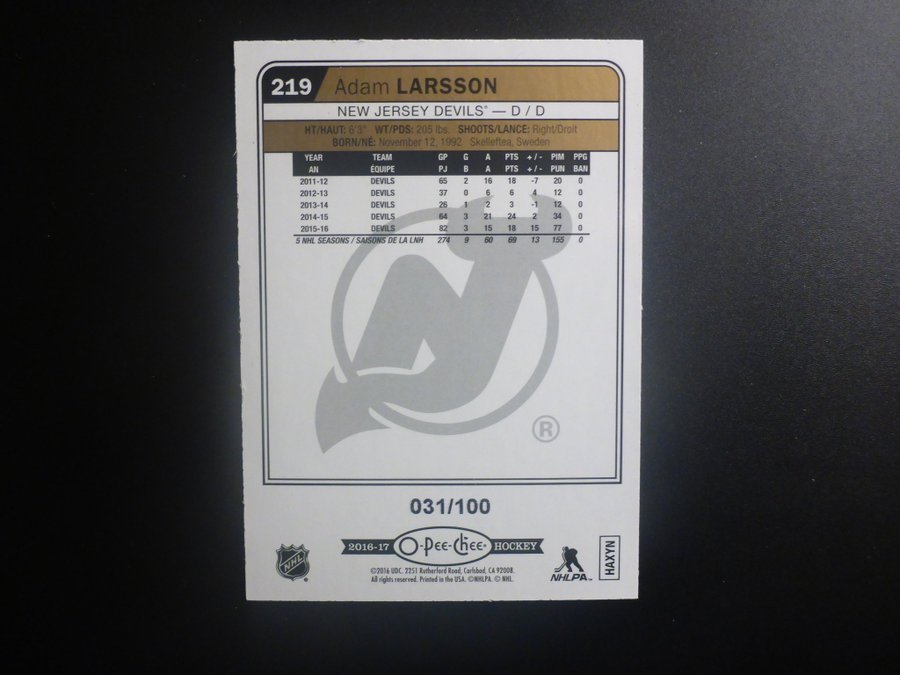 219 Adam LARSSON
NEW JERSEY DEVILS® — D / D
HT/HAUT: 6'3" WT/PDS: 205 lbs. SHOOTS/LANCE: Right/Droit
BORN/NÉ: November 12, 1992 Skelleftea, Sweden
YEAR TEAM GP G A PTS + / - PIM PPG
AN ÉQUIPE PJ B A PTS + / - PUN BAN
2011-12 DEVILS 65 2 16 18 -7 20 0
2012-13 DEVILS 37 0 6 6 4 12 0
2013-14 DEVILS 26 1 2 3 -1 12 0
2014-15 DEVILS 64 3 21 24 2 34 0
2015-16 DEVILS 82 3 15 18 15 77 0
5 NHL SEASONS / SAISONS DE LA LNH 274 9 60 69 13 155 0
®
031/100
2016-17 O-Pee-Chee® HOCKEY
©2016 UDC. 2251 Rutherford Road, Carlsbad, CA 92008.
All rights reserved. Printed in the USA. ©NHLPA. © NHL.
NHL
NHLPA™
HAXYN